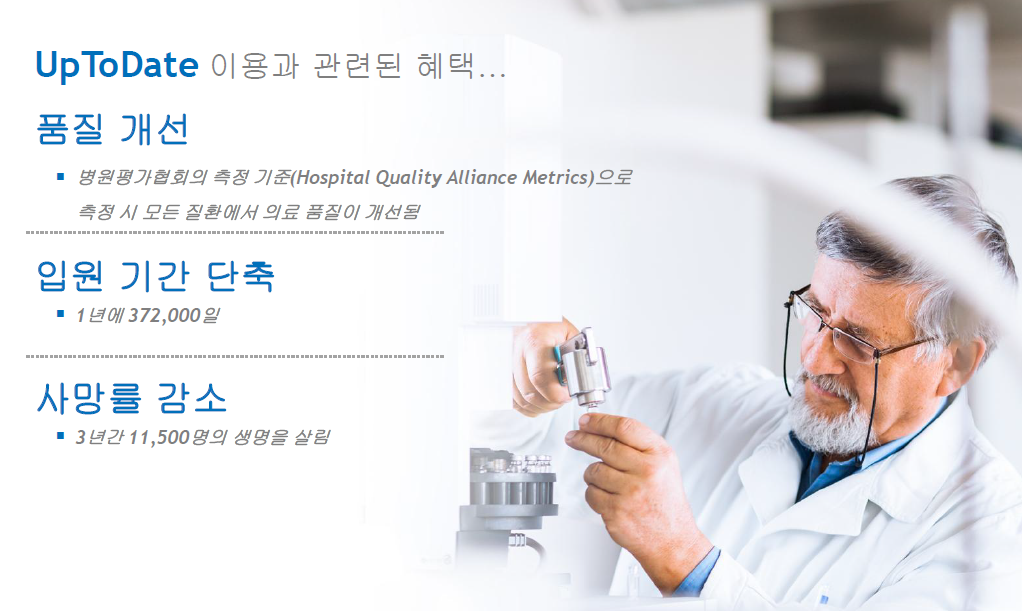 UpToDate 이용과 관련된 혜택...
품질 개선
▪ 병원평가협회의 측정 기준(Hospital Quality Alliance Metrics)으로
측정 시 모든 질환에서 의료 품질이 개선됨
입원 기간 단축
▪ 1년에 372,000일
사망률 감소
▪ 3년간 11,500명의 생명을 살림